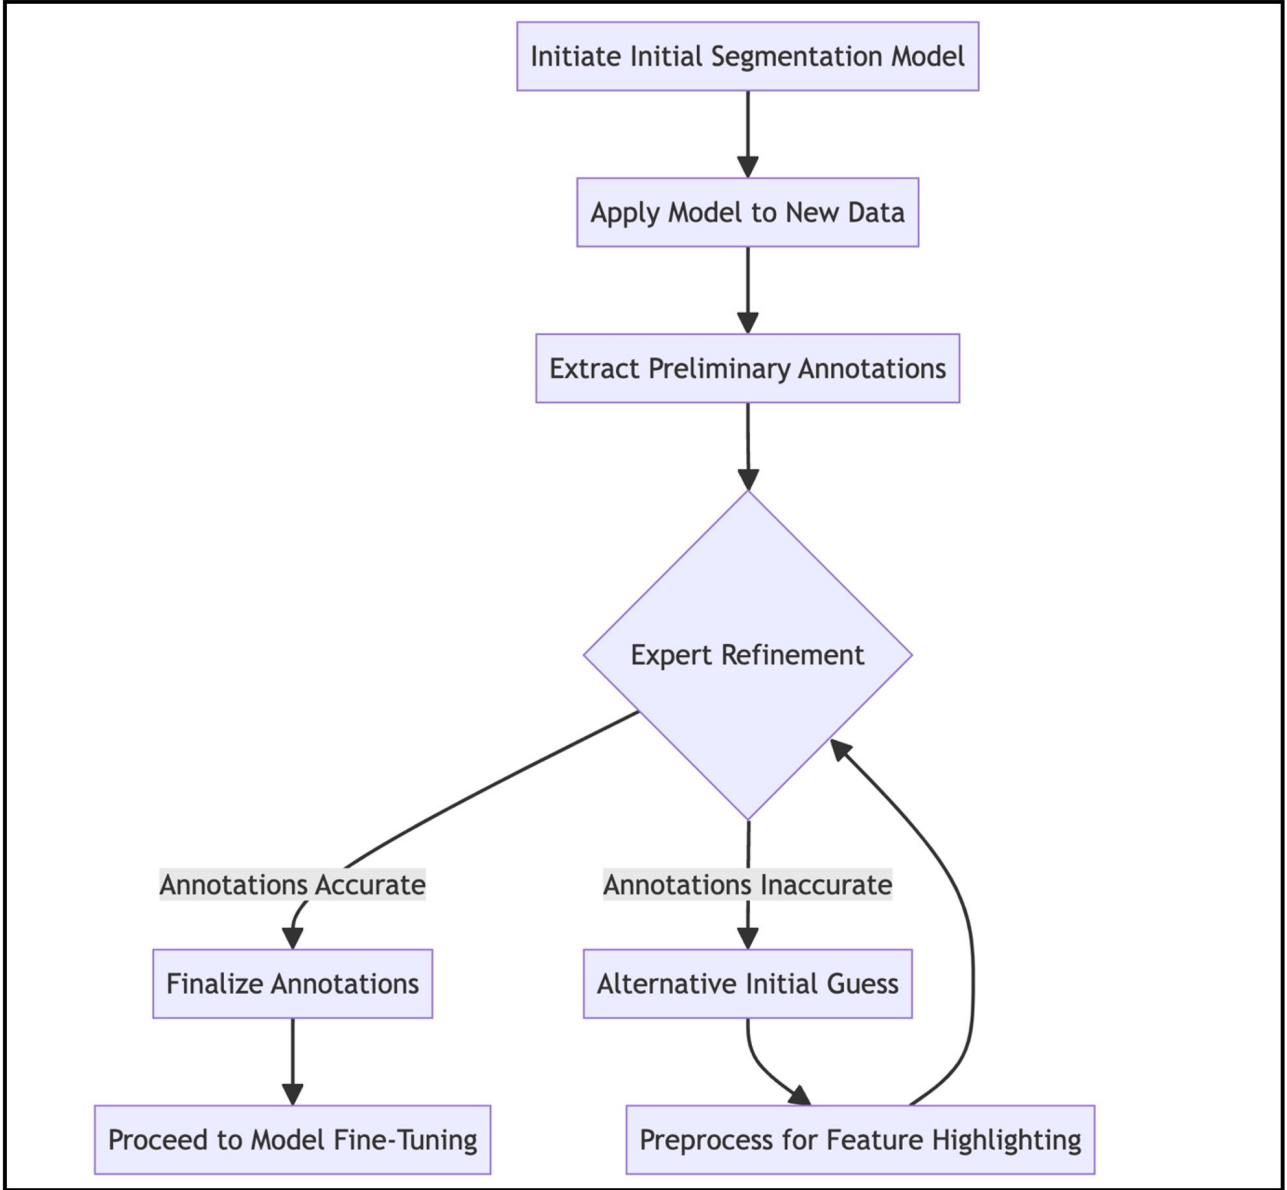 Initiate Initial Segmentation Model
Apply Model to New Data
Extract Preliminary Annotations
Expert Refinement
Annotations Accurate
Annotations Inaccurate
Finalize Annotations
Alternative Initial Guess
Proceed to Model Fine-Tuning
Preprocess for Feature Highlighting